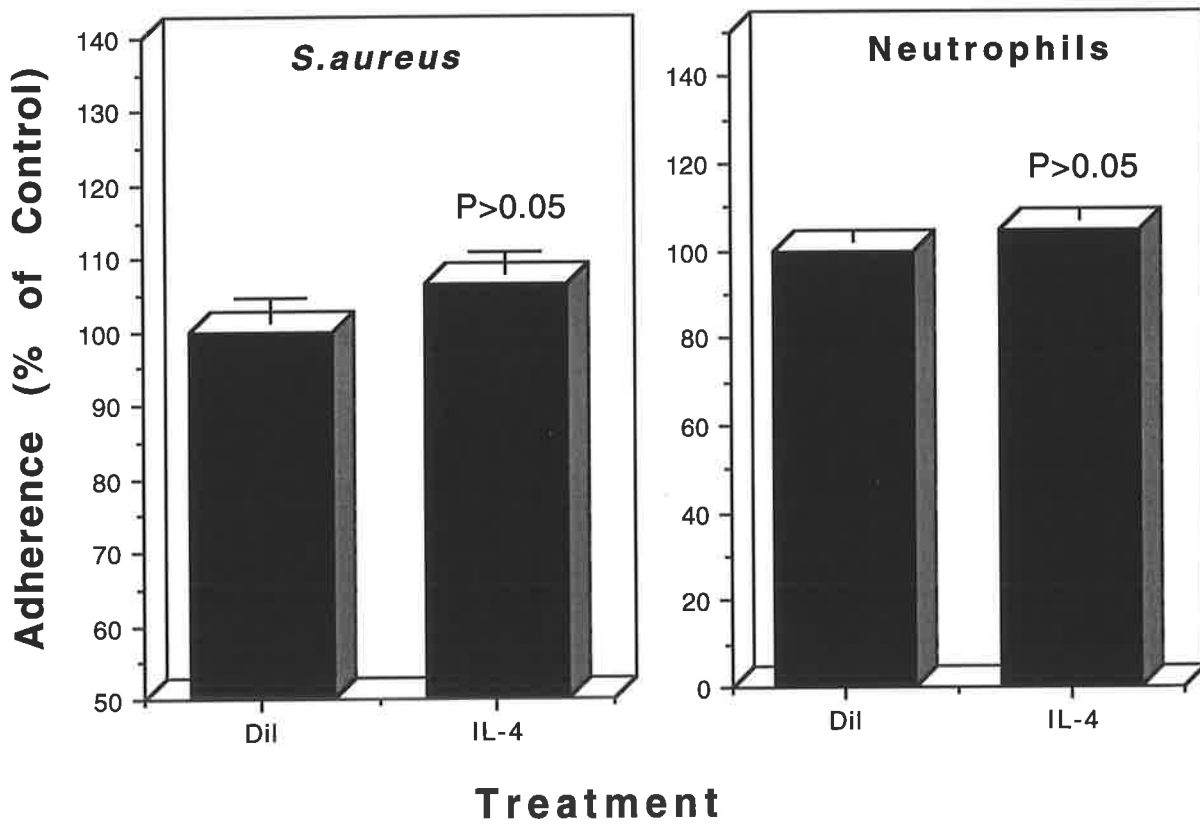 Adherence (% of Control)
S.aureus
140
130
120
110
100
90
80
70
60
50
P>0.05
Dil
IL-4
Neutrophils
140
120
100
80
60
40
20
0
P>0.05
Dil
IL-4
Treatment